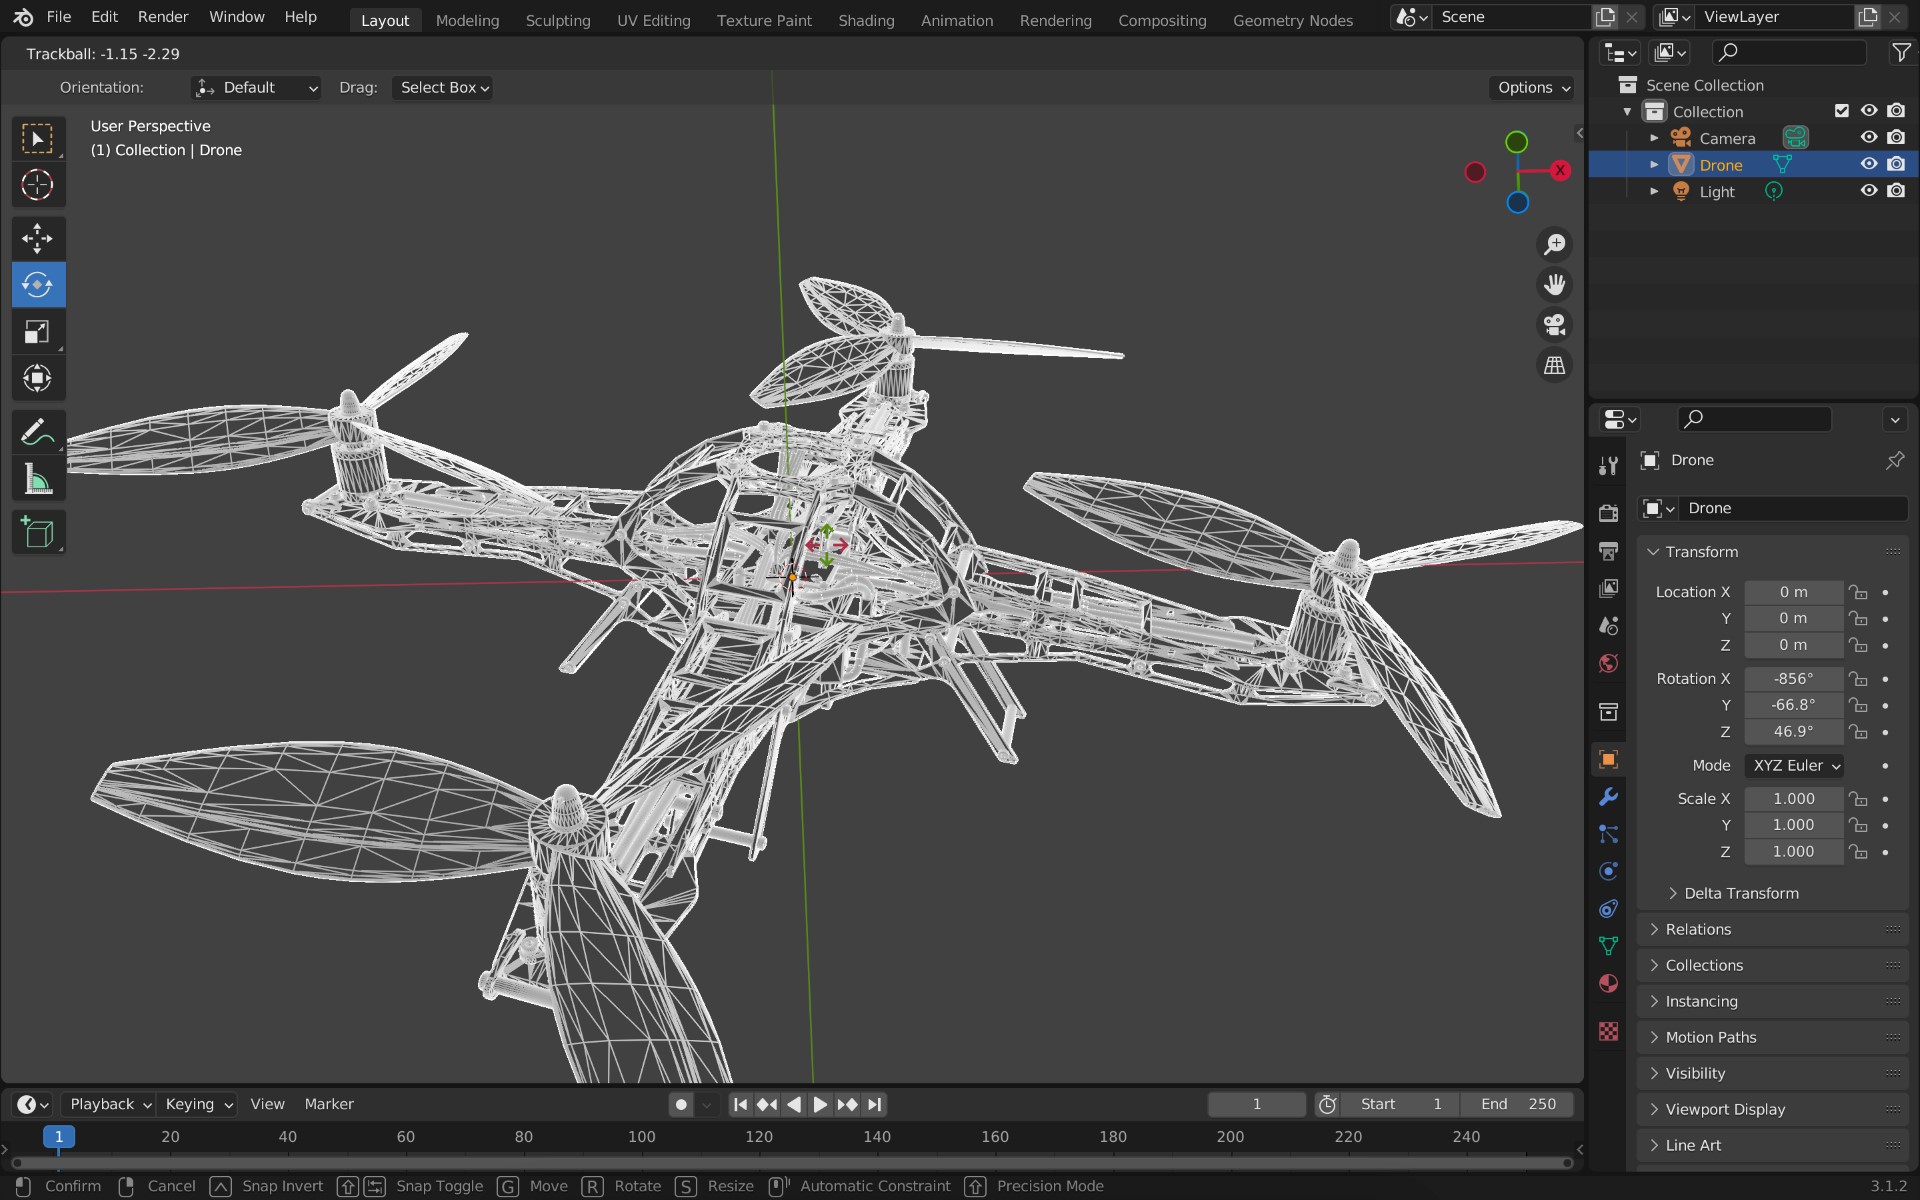 File Edit Render Window Help Layout Modeling Sculpting UV Editing Texture Paint Shading Animation Rendering Compositing Geometry Nodes Scene ViewLayer
Trackball: -1.15 -2.29
Orientation: Default Drag: Select Box Options
User Perspective
(1) Collection | Drone
X
Scene Collection
Collection
Camera
Drone
Light
Drone
Drone
Transform
Location X 0 m
Y 0 m
Z 0 m
Rotation X -856°
Y -66.8°
Z 46.9°
Mode XYZ Euler
Scale X 1.000
Y 1.000
Z 1.000
Delta Transform
Relations
Collections
Instancing
Motion Paths
Visibility
Viewport Display
Line Art
Playback Keying View Marker 1 Start 1 End 250
1 20 40 60 80 100 120 140 160 180 200 220 240
Confirm Cancel Snap Invert Snap Toggle G Move R Rotate S Resize Automatic Constraint Precision Mode 3.1.2